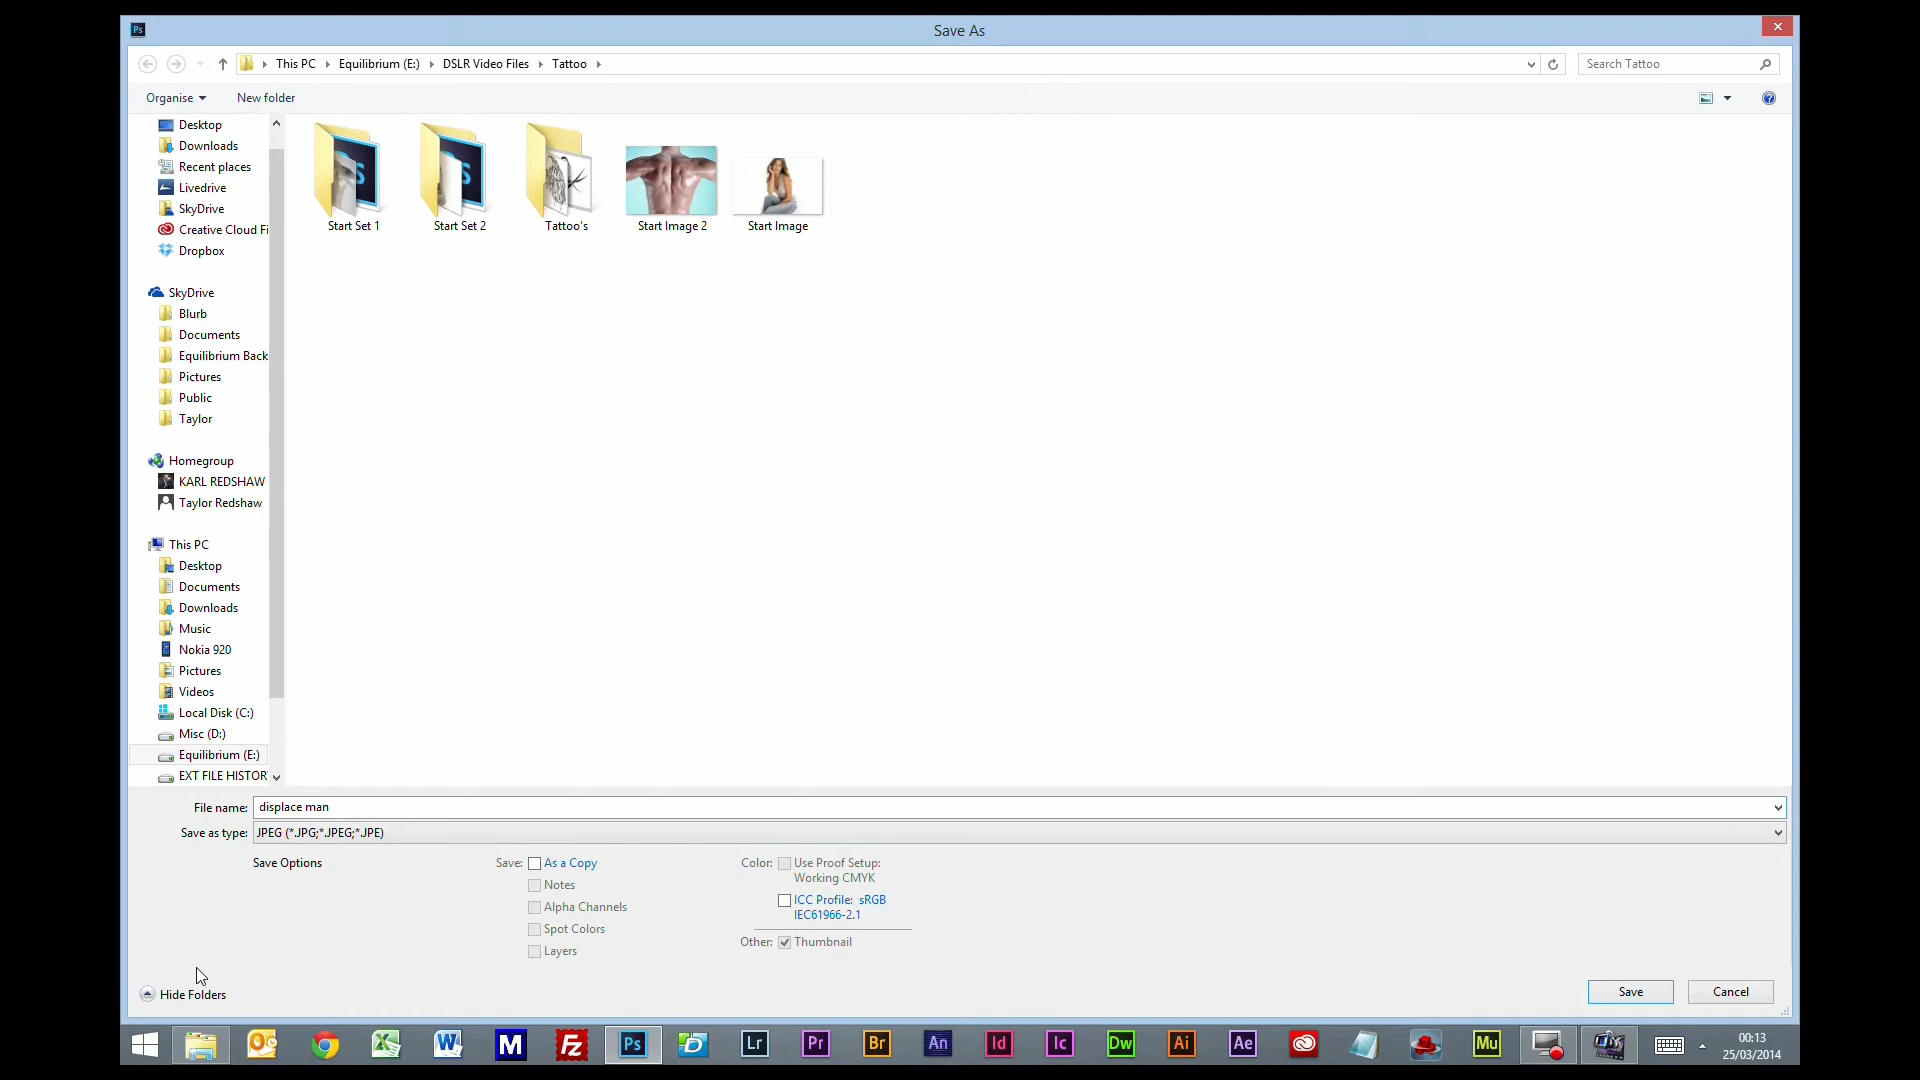 Ps
Save As
This PC
Equilibrium (E:)
DSLR Video Files
Tattoo
Search Tattoo
Organise
New folder
Desktop
Downloads
Recent places
Livedrive
SkyDrive
Creative Cloud Fi
Dropbox
SkyDrive
Blurb
Documents
Equilibrium Back
Pictures
Public
Taylor
Homegroup
KARL REDSHAW
Taylor Redshaw
This PC
Desktop
Documents
Downloads
Music
Nokia 920
Pictures
Videos
Local Disk (C:)
Misc (D:)
Equilibrium (E:)
EXT FILE HISTOR
Start Set 1
Start Set 2
Tattoo's
Start Image 2
Start Image
File name: displace man
Save as type: JPEG (*.JPG;*.JPEG;*.JPE)
Save Options
Save: As a Copy
Notes
Alpha Channels
Spot Colors
Layers
Color: Use Proof Setup:
Working CMYK
ICC Profile: sRGB
IEC61966-2.1
Other: Thumbnail
Hide Folders
Save
Cancel
M Fz Ps Lr Pr Br An Id Ic Dw Ai Ae Mu
00:13
25/03/2014